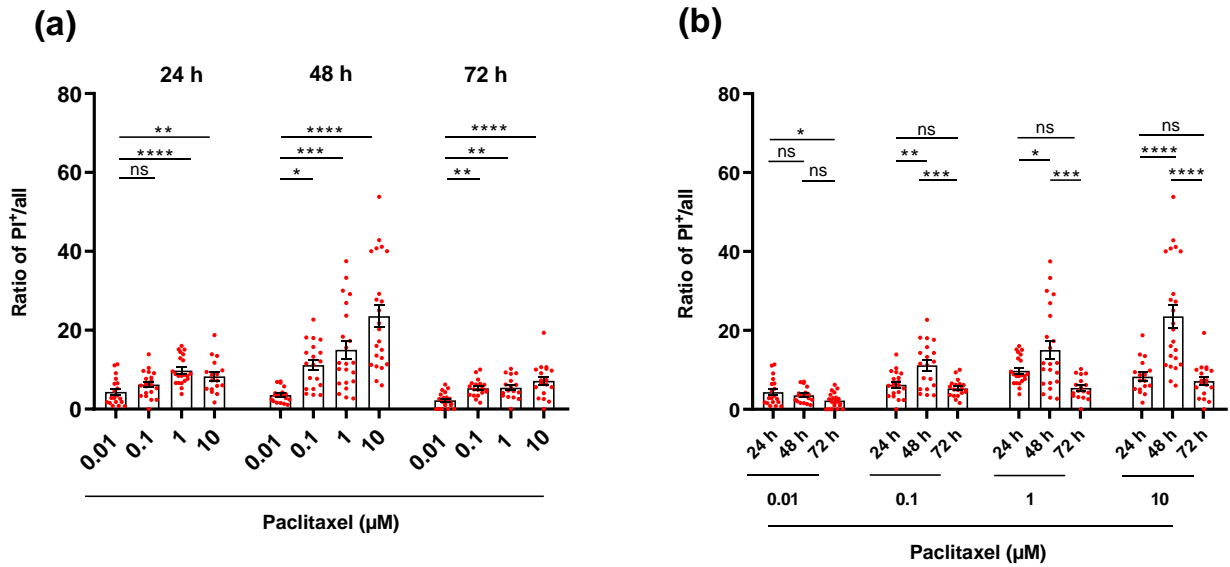 (a)
24 h 48 h 72 h
Ratio of PI⁺/all
80
60
40
20
0
** **** ****
**** *** **
ns * **
0.01 0.1 1 10 0.01 0.1 1 10 0.01 0.1 1 10
Paclitaxel (µM)
(b)
Ratio of PI⁺/all
80
60
40
20
0
* ns ns ns
ns ** * ****
ns *** *** ****
24 h 48 h 72 h 24 h 48 h 72 h 24 h 48 h 72 h 24 h 48 h 72 h
0.01 0.1 1 10
Paclitaxel (µM)